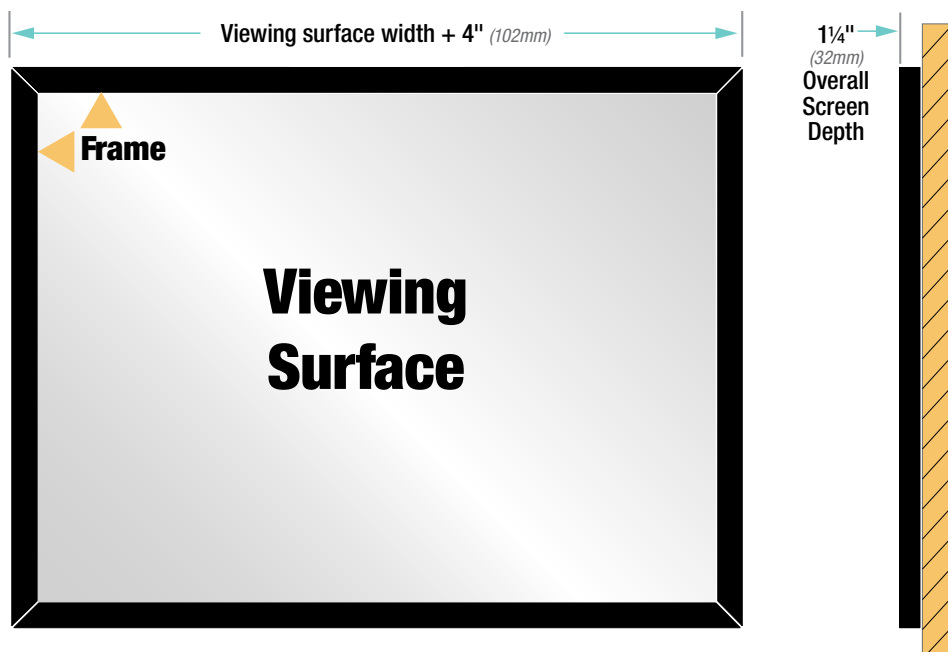 Viewing surface width + 4" (102mm)
1¼"
(32mm)
Overall
Screen
Depth
Frame
Viewing
Surface